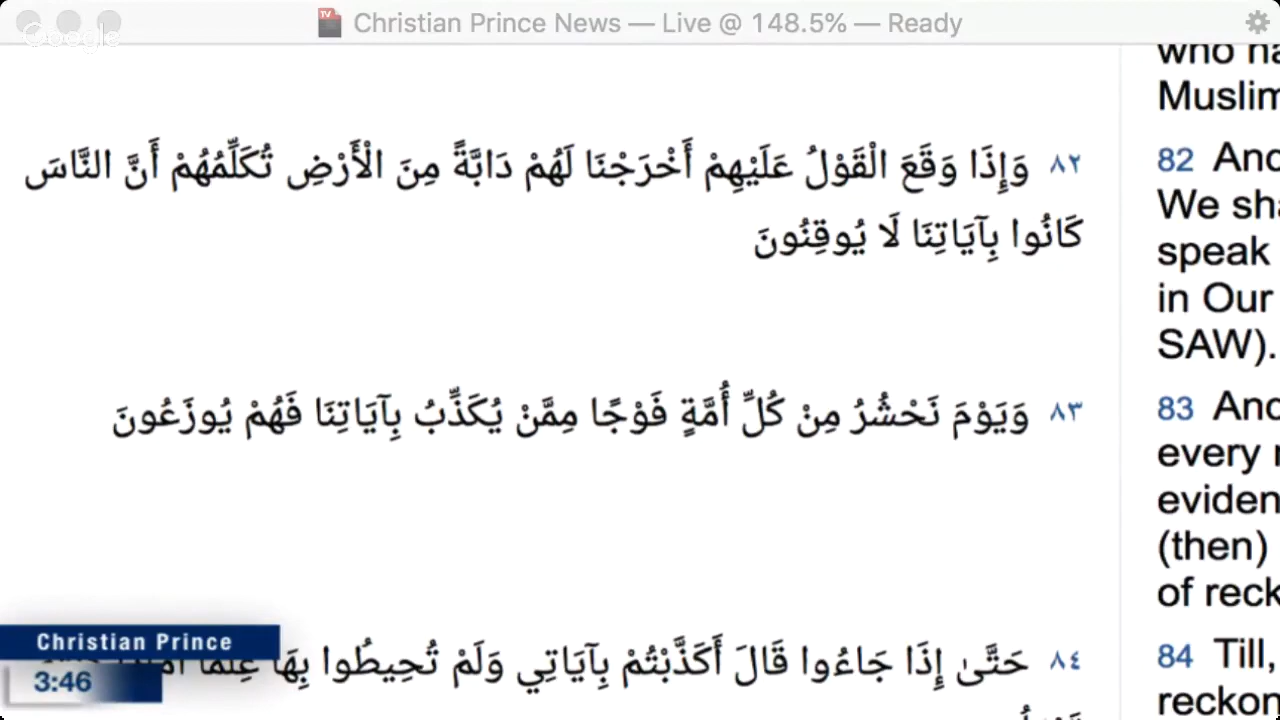 Christian Prince News — Live @ 148.5% — Ready
Google
٨٢ وَإِذَا وَقَعَ الْقَوْلُ عَلَيْهِمْ أَخْرَجْنَا لَهُمْ دَابَّةً مِنَ الْأَرْضِ تُكَلِّمُهُمْ أَنَّ النَّاسَ
كَانُوا بِآيَاتِنَا لَا يُوقِنُونَ
٨٣ وَيَوْمَ نَحْشُرُ مِنْ كُلِّ أُمَّةٍ فَوْجًا مِمَّنْ يُكَذِّبُ بِآيَاتِنَا فَهُمْ يُوزَعُونَ
٨٤ حَتَّىٰ إِذَا جَاءُوا قَالَ أَكَذَّبْتُمْ بِآيَاتِي وَلَمْ تُحِيطُوا بِهَا عِلْمًا
who ha
Muslim
82 And
We sha
speak
in Our
SAW).
83 And
every
eviden
(then)
of reck
84 Till,
reckon
Christian Prince
3:46